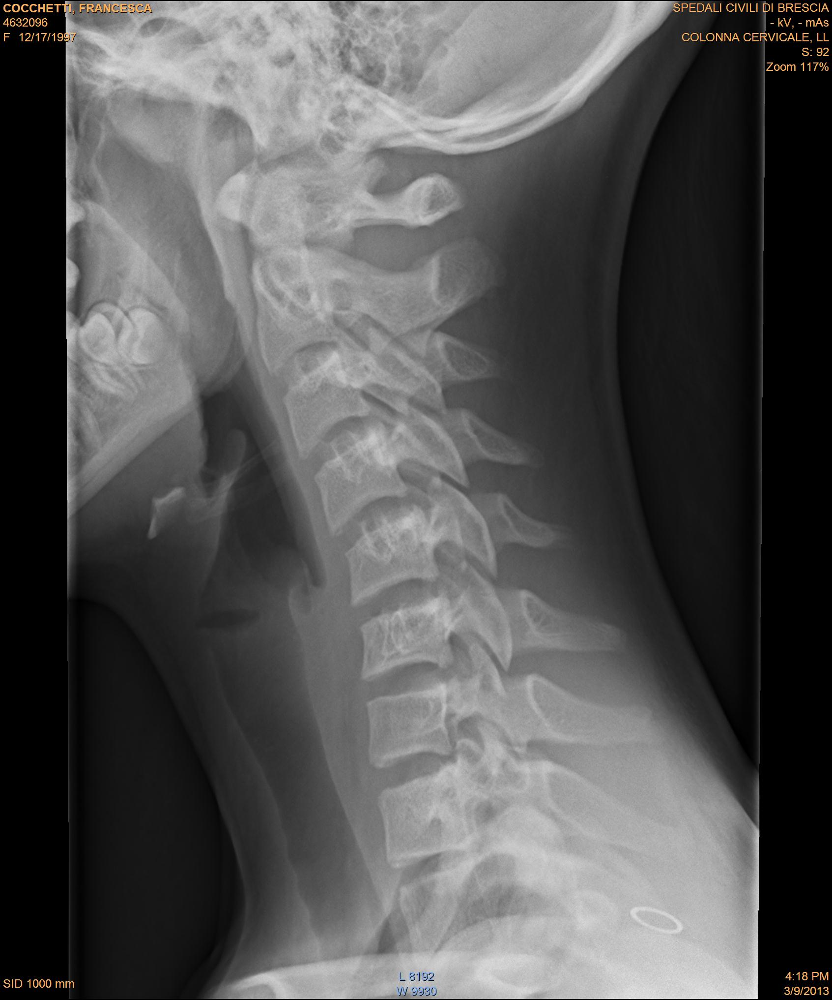 COCCHETTI, FRANCESCA
4632096
F 12/17/1997
SPEDALI CIVILI DI BRESCIA
- kV, - mAs
COLONNA CERVICALE, LL
S: 92
Zoom 117%
SID 1000 mm
L 8192
W 9930
4:18 PM
3/9/2013